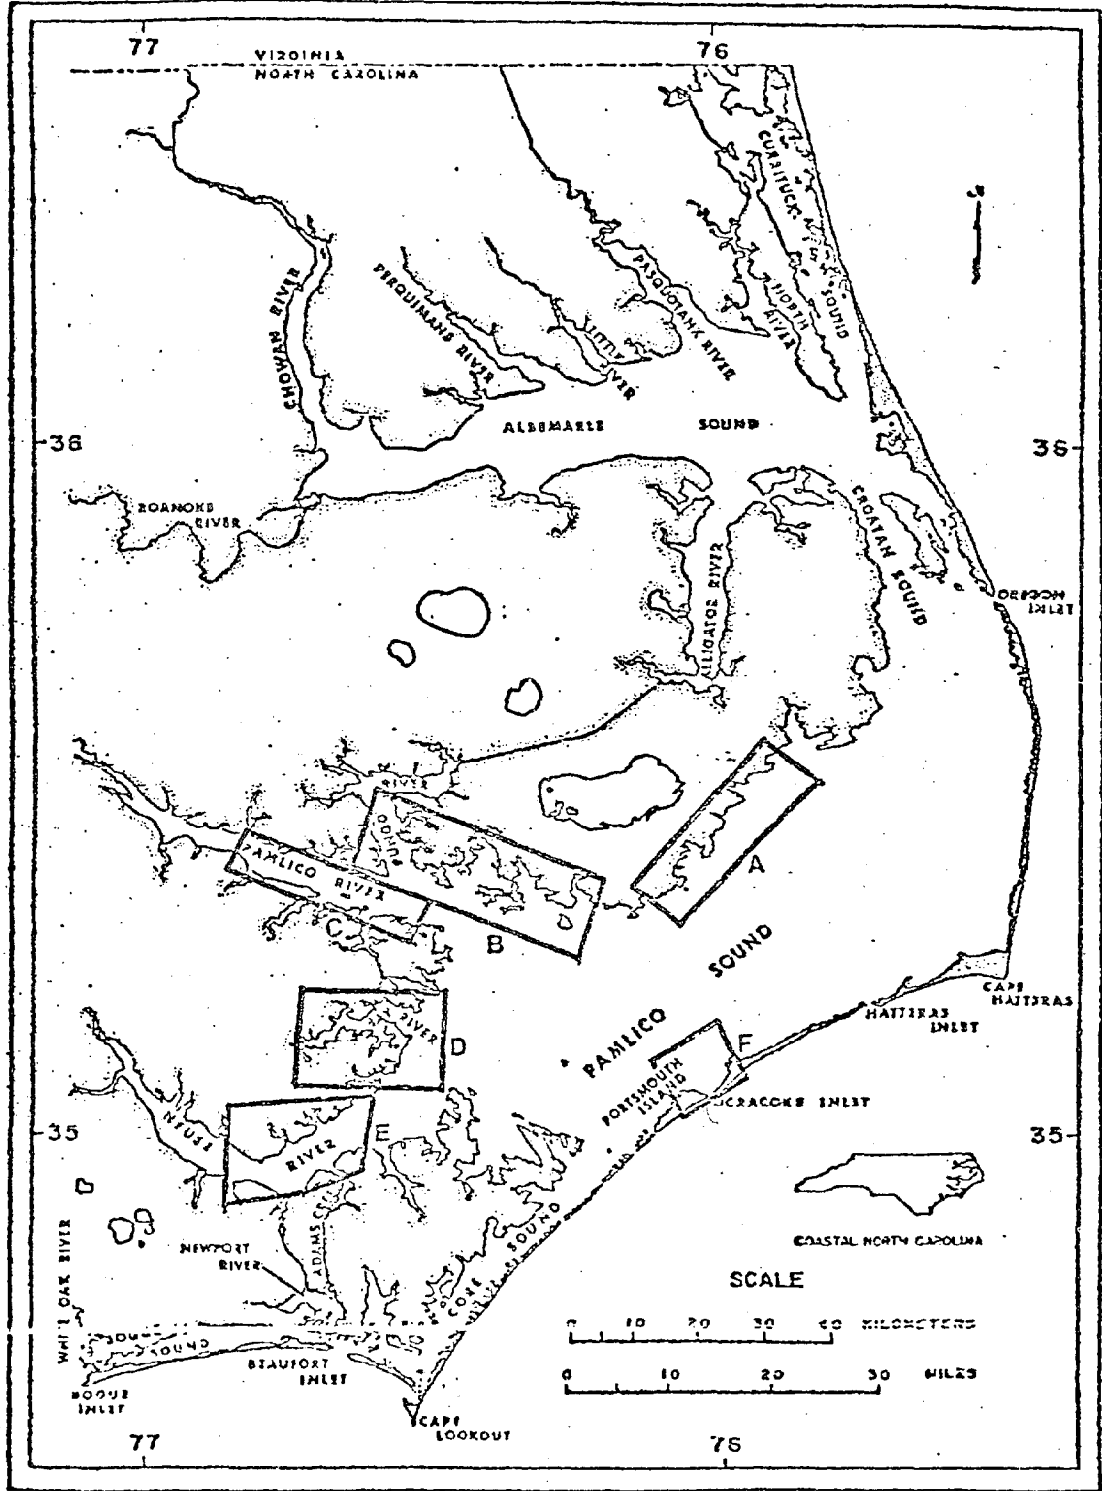 77
76
VIRGINIA
NORTH CAROLINA
CURRITUCK
SOUND
NORTH
RIVER
PASQUOTANK RIVER
LITTLE
RIVER
PERQUIMANS RIVER
CHOWAN RIVER
ALBEMARLE SOUND
36
36
ROANOKE
RIVER
CROATAN SOUND
OREGON
INLET
ALLIGATOR RIVER
RIVER
PUNGO
PAMLICO RIVER
A
B
C
PAMLICO SOUND
CAPE
HATTERAS
HATTERAS
INLET
RIVER
D
F
PORTSMOUTH
ISLAND
OCRACOKE INLET
NEUSE
RIVER
E
35
35
ADAMS
NEWPORT
RIVER
WHITE OAK RIVER
CORE
SOUND
COASTAL NORTH CAROLINA
SCALE
0 10 20 30 40 KILOMETERS
0 10 20 30 MILES
SOUND
BOGUE
INLET
BEAUFORT
INLET
CAPE
LOOKOUT
77
76